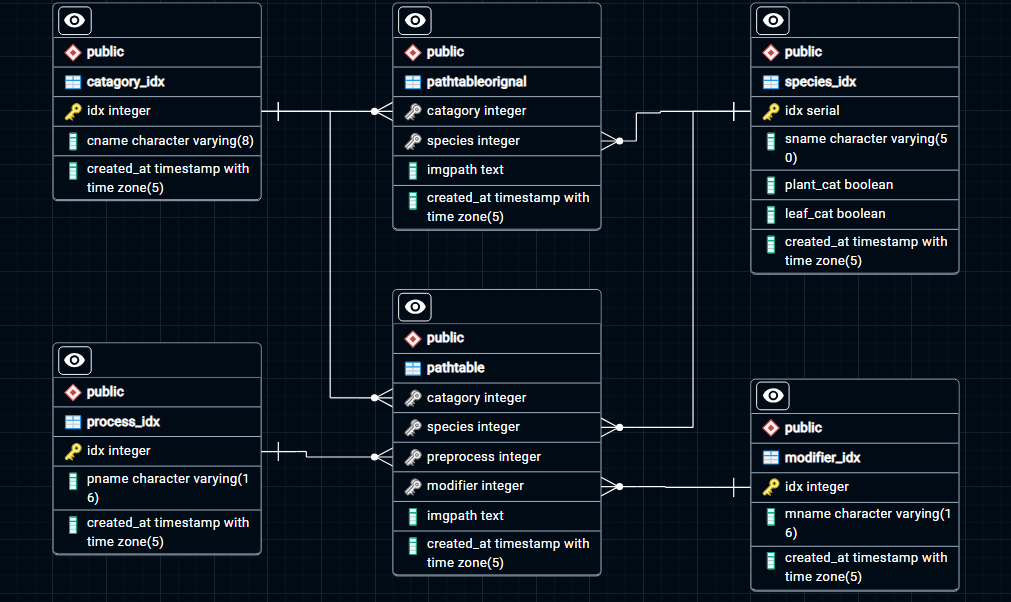 public
catagory_idx
idx integer
cname character varying(8)
created_at timestamp with
time zone(5)
public
pathtableorignal
catagory integer
species integer
imgpath text
created_at timestamp with
time zone(5)
public
species_idx
idx serial
sname character varying(5
0)
plant_cat boolean
leaf_cat boolean
created_at timestamp with
time zone(5)
public
process_idx
idx integer
pname character varying(1
6)
created_at timestamp with
time zone(5)
public
pathtable
catagory integer
species integer
preprocess integer
modifier integer
imgpath text
created_at timestamp with
time zone(5)
public
modifier_idx
idx integer
mname character varying(1
6)
created_at timestamp with
time zone(5)